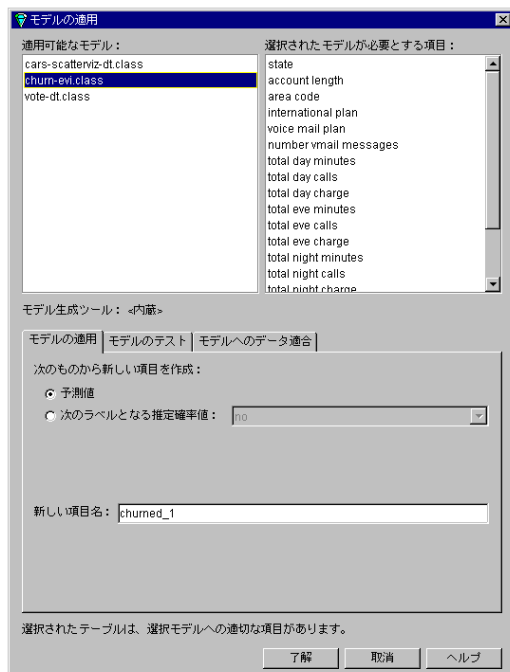 モデルの適用
適用可能なモデル：
cars-scatterviz-dt.class
churn-evi.class
vote-dt.class
選択されたモデルが必要とする項目：
state
account length
area code
international plan
voice mail plan
number vmail messages
total day minutes
total day calls
total day charge
total eve minutes
total eve calls
total eve charge
total night minutes
total night calls
total night charge
モデル生成ツール： <内蔵>
モデルの適用 モデルのテスト モデルへのデータ適合
次のものから新しい項目を作成：
予測値
次のラベルとなる推定確率値： no
新しい項目名： churned_1
選択されたテーブルは、選択モデルへの適切な項目があります。
了解 取消 ヘルプ